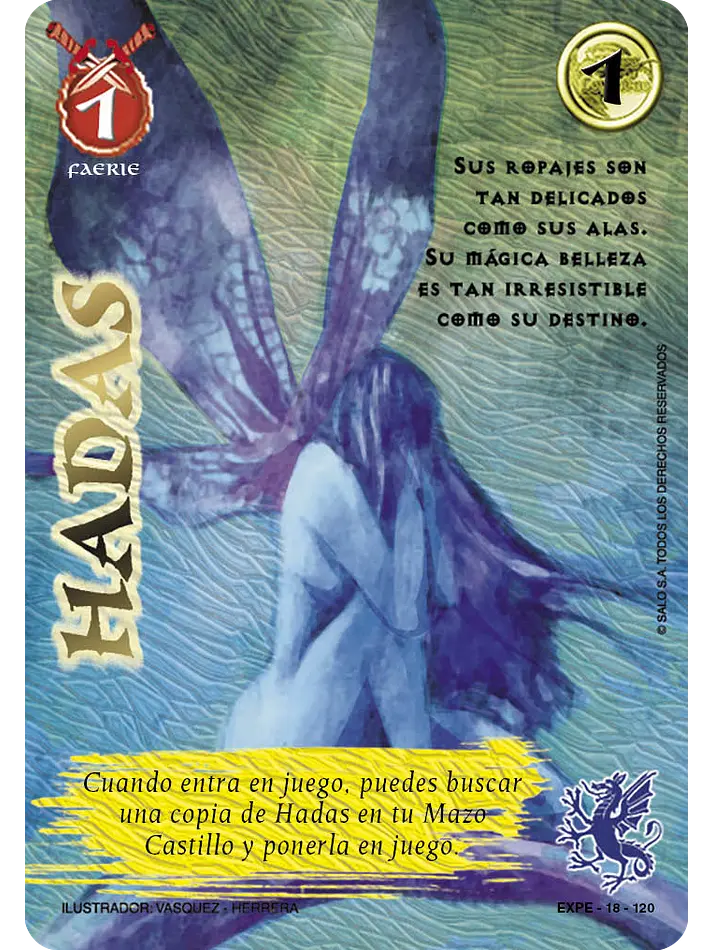 1
FAERIE
1
SUS ROPAJES SON
TAN DELICADOS
COMO SUS ALAS.
SU MÁGICA BELLEZA
ES TAN IRRESISTIBLE
COMO SU DESTINO.
HADAS
© SALO S.A. TODOS LOS DERECHOS RESERVADOS
Cuando entra en juego, puedes buscar
una copia de Hadas en tu Mazo
Castillo y ponerla en juego.
ILUSTRADOR: VASQUEZ - HERRERA
EXPE - 18 - 120